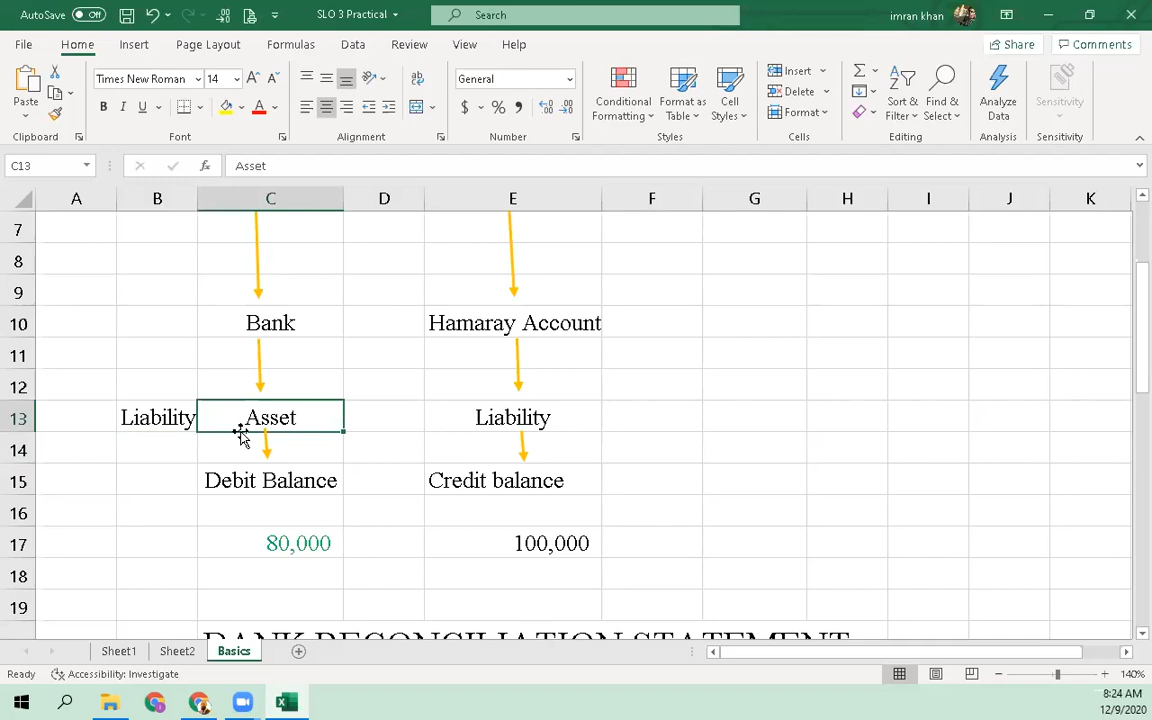 AutoSave Off SLO 3 Practical Search imran khan
File Home Insert Page Layout Formulas Data Review View Help Share Comments
Paste Times New Roman 14 General Conditional Formatting Format as Table Cell Styles Insert Delete Format Sort & Filter Find & Select Analyze Data Sensitivity
Clipboard Font Alignment Number Styles Cells Editing Analysis Sensitivity
C13 Asset
A B C D E F G H I J K
7
8
9
10 Bank Hamaray Account
11
12
13 Liability Asset Liability
14
15 Debit Balance Credit balance
16
17 80,000 100,000
18
19
BANK RECONCILIATION STATEMENT
Sheet1 Sheet2 Basics
Ready Accessibility: Investigate 140%
8:24 AM
12/9/2020